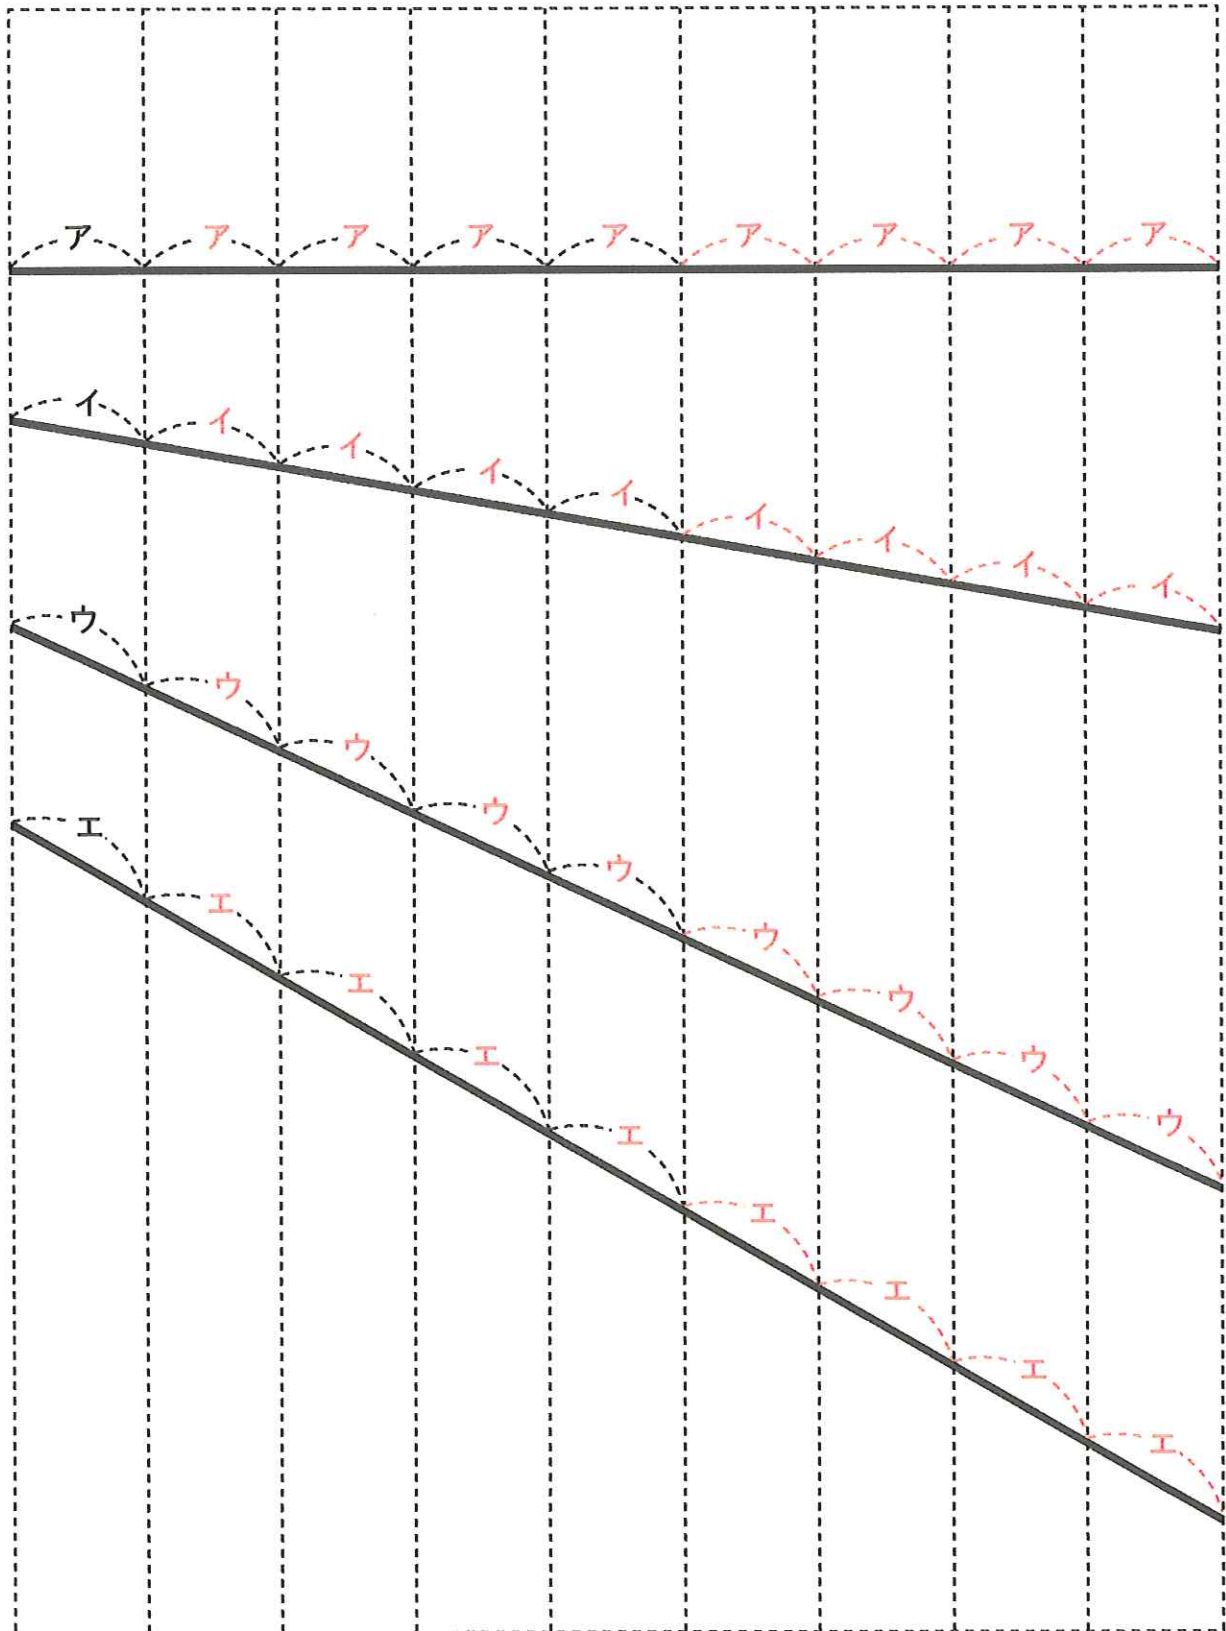 ア ア ア ア ア ア ア ア ア
イ イ イ イ イ イ イ イ イ
ウ ウ ウ ウ ウ ウ ウ ウ ウ
エ エ エ エ エ エ エ エ エ